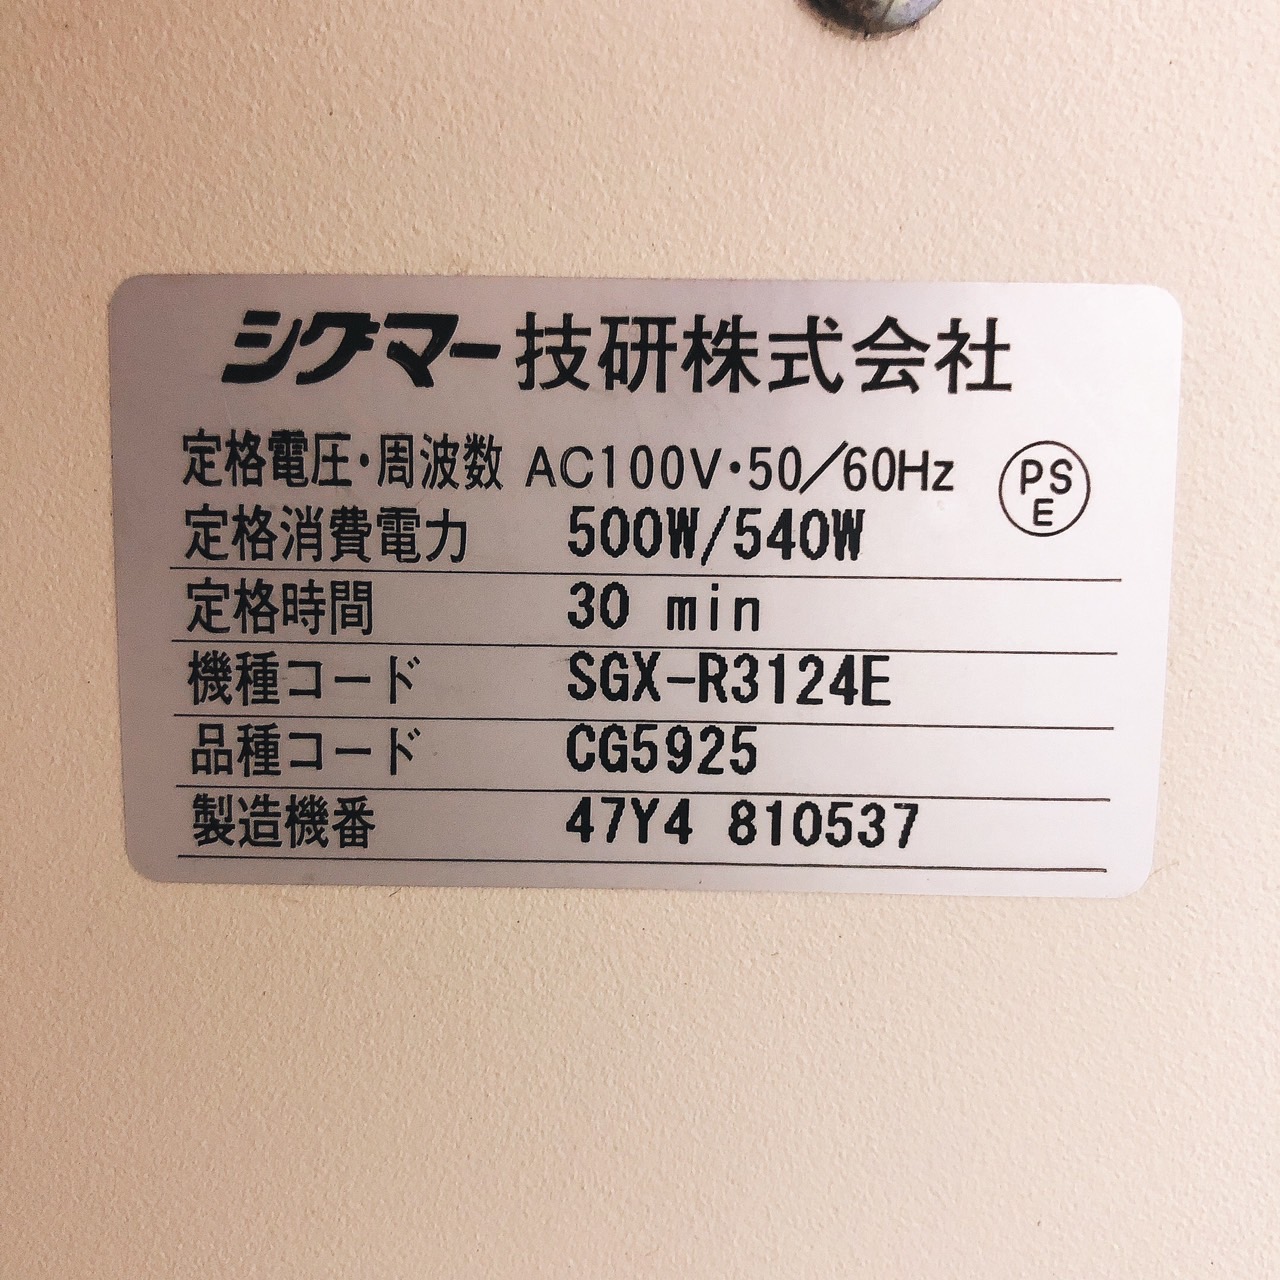 シグマー技研株式会社
定格電圧・周波数 AC100V・50/60Hz
PSE
定格消費電力 500W/540W
定格時間 30 min
機種コード SGX-R3124E
品種コード CG5925
製造機番 47Y4 810537